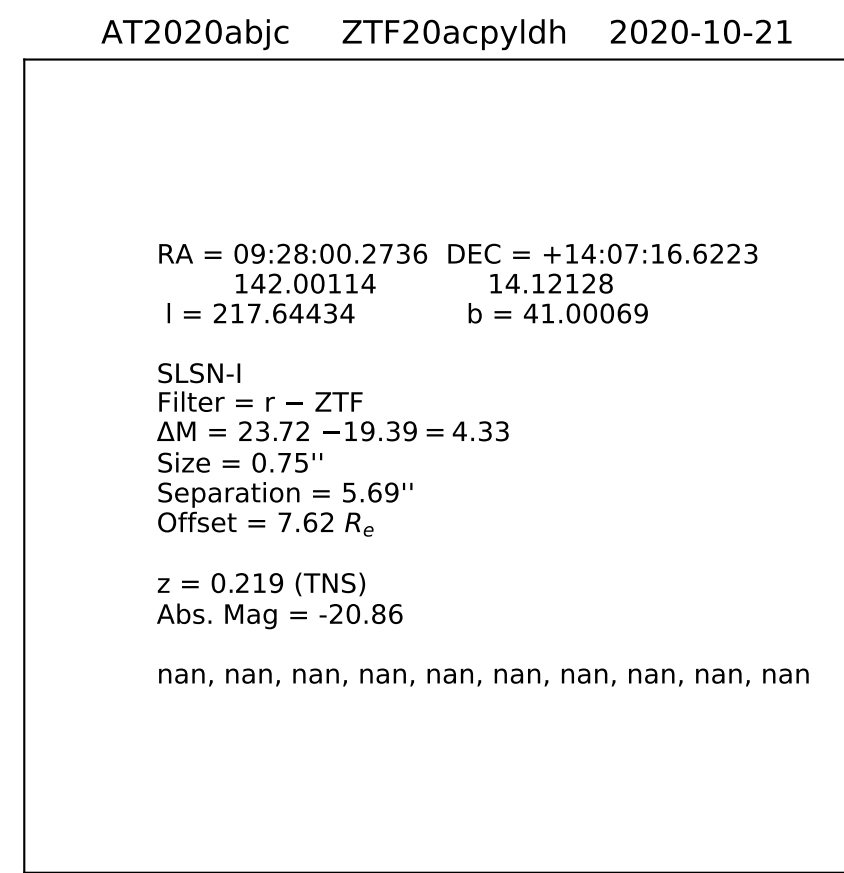 AT2020abjc ZTF20acpyldh 2020-10-21
RA = 09:28:00.2736 DEC = +14:07:16.6223
142.00114 14.12128
l = 217.64434 b = 41.00069
SLSN-I
Filter = r − ZTF
ΔM = 23.72 −19.39 = 4.33
Size = 0.75''
Separation = 5.69''
Offset = 7.62 Rₑ
z = 0.219 (TNS)
Abs. Mag = -20.86
nan, nan, nan, nan, nan, nan, nan, nan, nan, nan